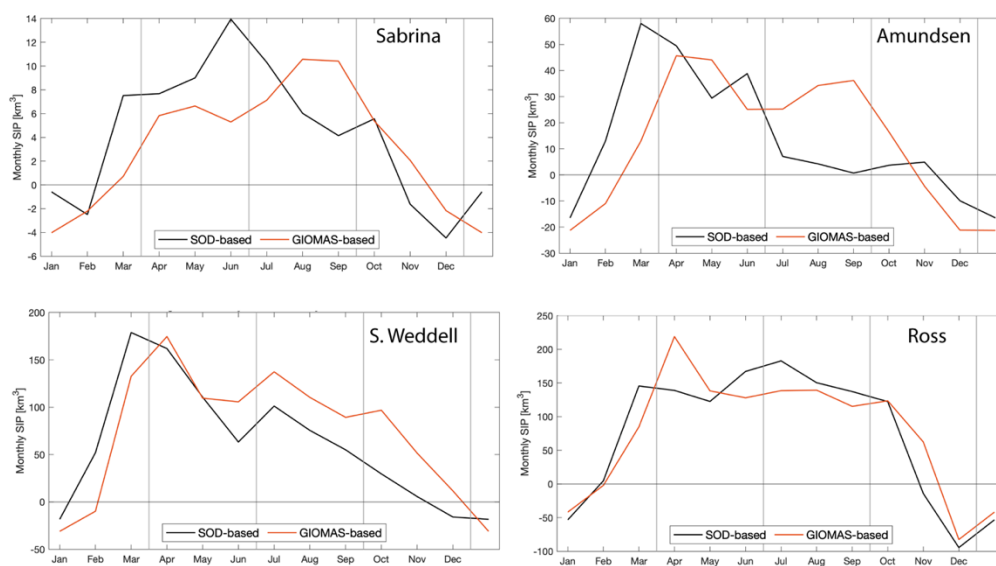 Sabrina
Monthly SIP [km³]
14
12
10
8
6
4
2
0
-2
-4
-6
SOD-based GIOMAS-based
Jan Feb Mar Apr May Jun Jul Aug Sep Oct Nov Dec
Amundsen
Monthly SIP [km³]
60
50
40
30
20
10
0
-10
-20
-30
SOD-based GIOMAS-based
Jan Feb Mar Apr May Jun Jul Aug Sep Oct Nov Dec
S. Weddell
Monthly SIP [km³]
200
150
100
50
0
-50
SOD-based GIOMAS-based
Jan Feb Mar Apr May Jun Jul Aug Sep Oct Nov Dec
Ross
Monthly SIP [km³]
250
200
150
100
50
0
-50
-100
SOD-based GIOMAS-based
Jan Feb Mar Apr May Jun Jul Aug Sep Oct Nov Dec